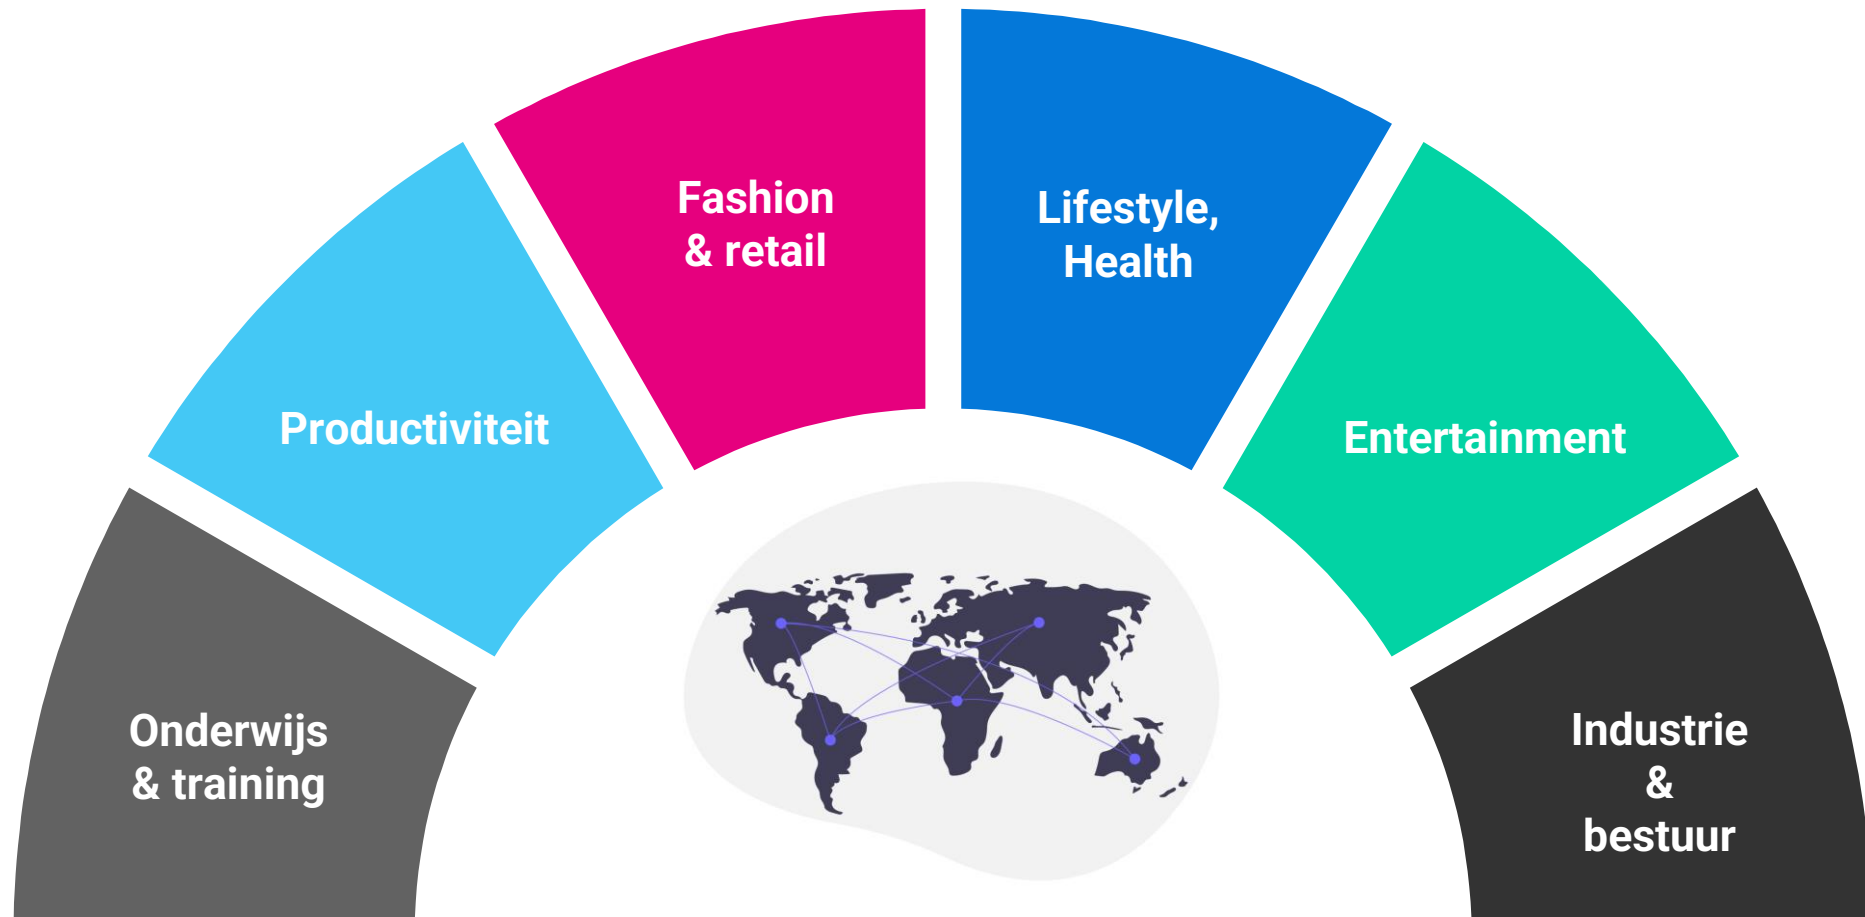 Onderwijs
& training
Productiviteit
Fashion
& retail
Lifestyle,
Health
Entertainment
Industrie
&
bestuur